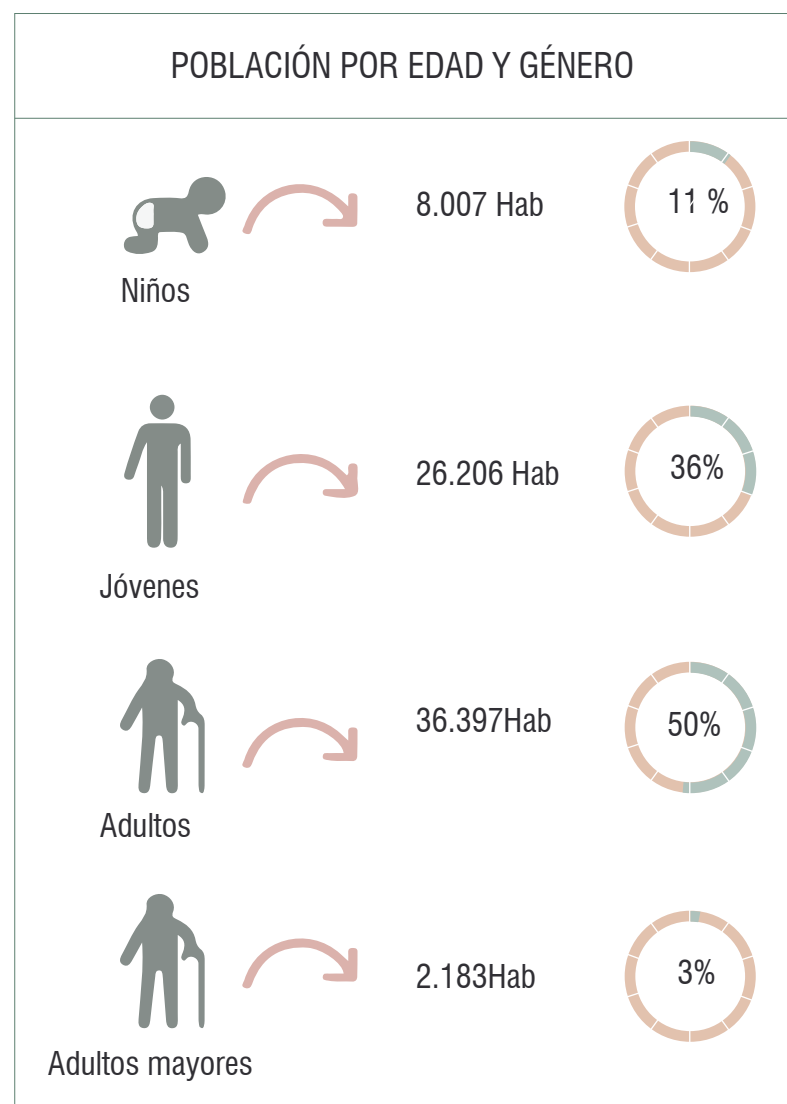 POBLACIÓN POR EDAD Y GÉNERO
8.007 Hab
11 %
Niños
26.206 Hab
36%
Jóvenes
36.397Hab
50%
Adultos
2.183Hab
3%
Adultos mayores